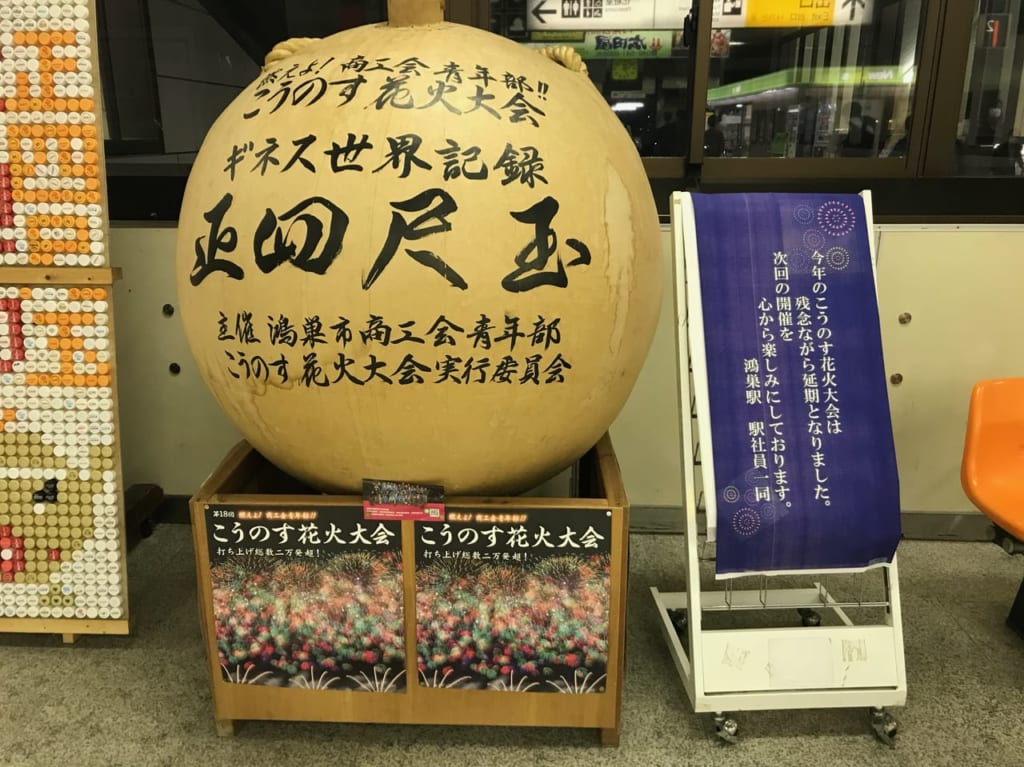 燃えよ!商工会青年部!!
こうのす花火大会
ギネス世界記録
正四尺玉
主催 鴻巣市商工会青年部
こうのす花火大会実行委員会
今年のこうのす花火大会は
残念ながら延期となりました。
次回の開催を
心から楽しみにしております。
鴻巣駅 駅社員一同
第18回 燃えよ!商工会青年部!!
こうのす花火大会
打ち上げ総数二万発超!
燃えよ!商工会青年部!!
こうのす花火大会
打ち上げ総数二万発超!